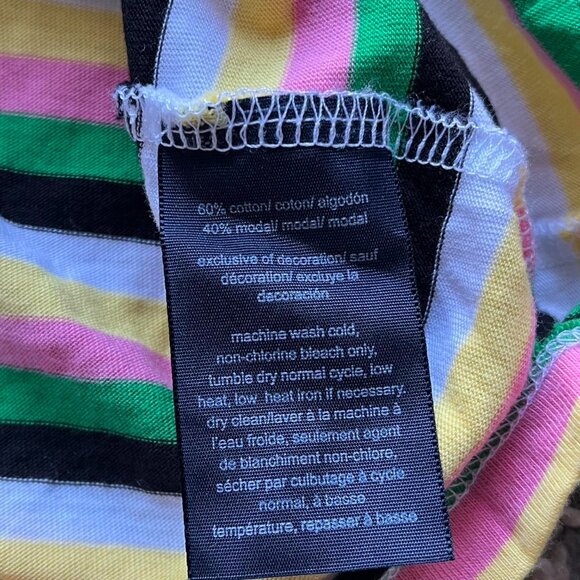 60% cotton/ coton/ algodón
40% modal/ modal/ modal
exclusive of decoration/ sauf
décoration/ excluye la
decoración
machine wash cold,
non-chlorine bleach only,
tumble dry normal cycle, low
heat, low heat iron if necessary.
dry clean/laver à la machine à
l'eau froide, seulement agent
de blanchiment non-chlore,
sécher par culbutage à cycle
normal, à basse
température, repasser à basse